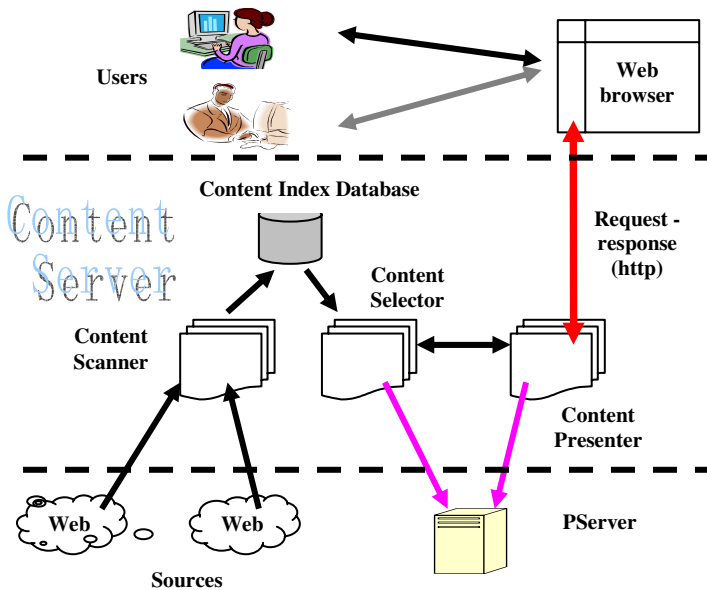 Users
Web
browser
Content Index Database
Content
Server
Request -
response
(http)
Content
Selector
Content
Scanner
Content
Presenter
Web
Web
PServer
Sources